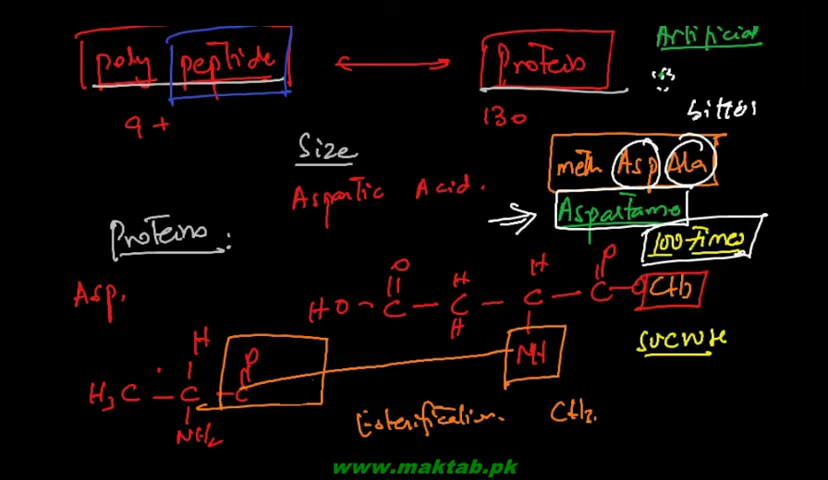 Artificial
poly peptide Proteins
bitter
9+ 130
Size meth Asp Ala
Aspartic Acid. Aspartame
Proteins: 100-times
H H O
Asp. HO-C-C-C-C-OCH3
H NH sucrose
H O
H3C-C-C
NH2
Esterification CH3.
www.maktab.pk